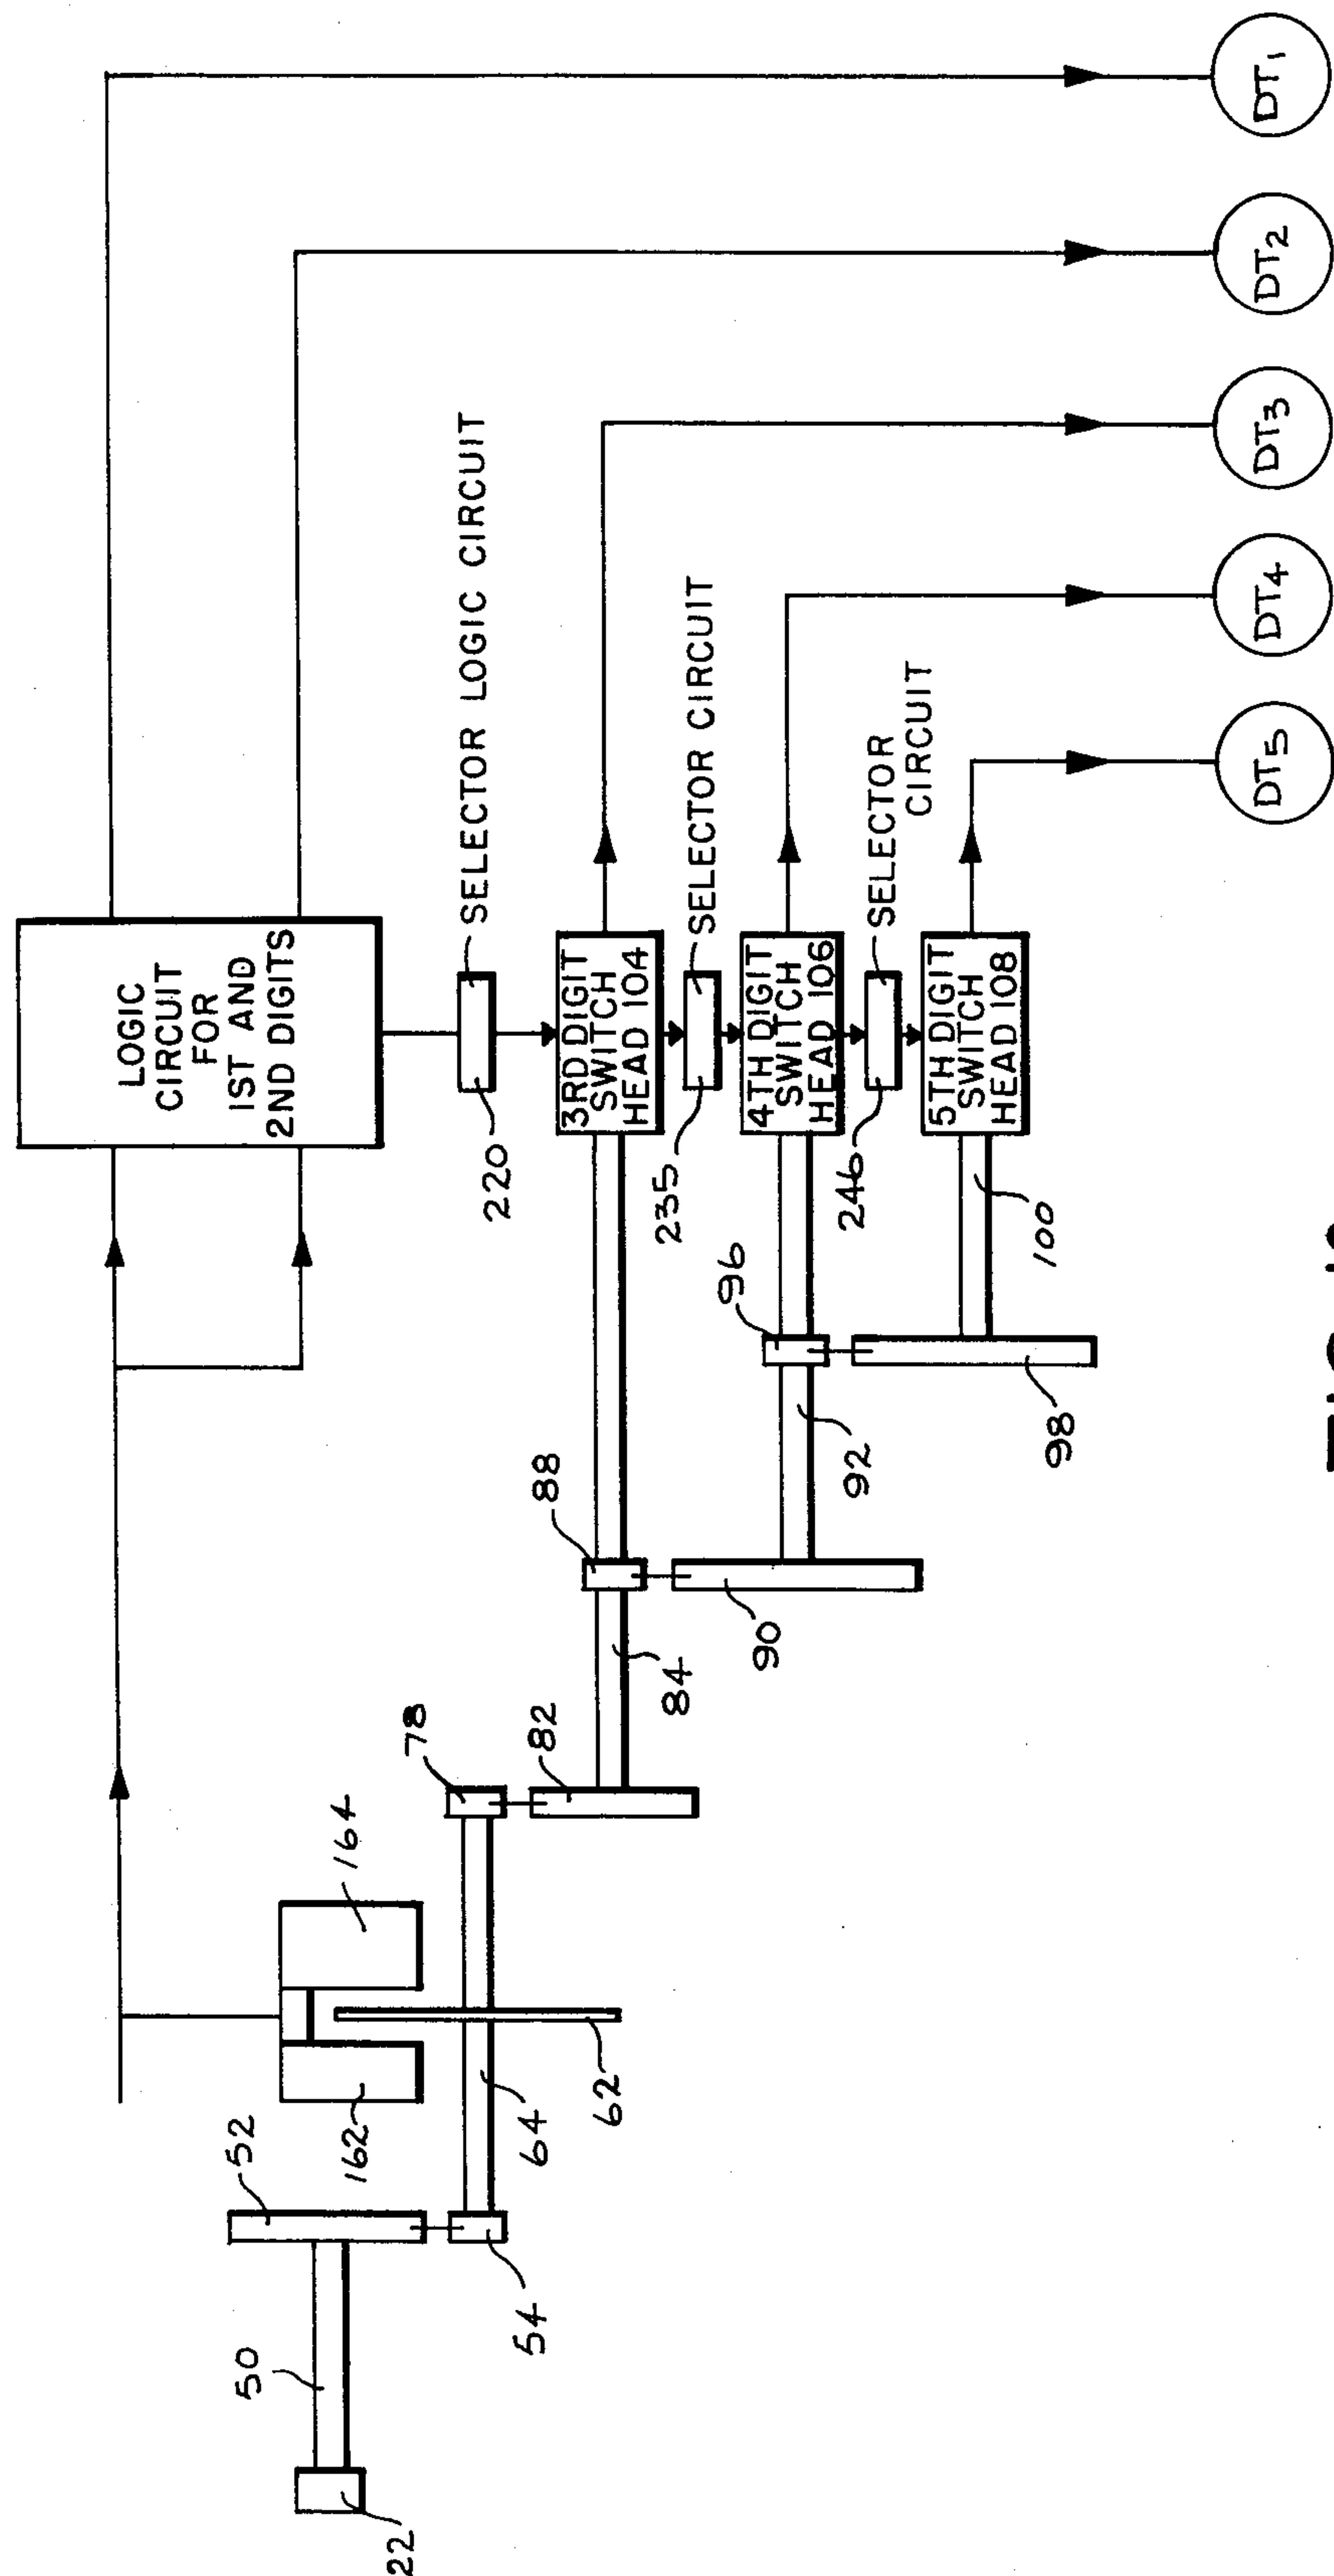 LOGIC
CIRCUIT
FOR
1ST AND
2ND DIGITS
220
SELECTOR LOGIC CIRCUIT
3RD DIGIT
SWITCH
HEAD 104
235
SELECTOR CIRCUIT
4TH DIGIT
SWITCH
HEAD 106
246
SELECTOR
CIRCUIT
5TH DIGIT
SWITCH
HEAD 108
DT1
DT2
DT3
DT4
DT5
22
50
52
54
162
164
62
64
78
82
84
88
90
92
96
98
100